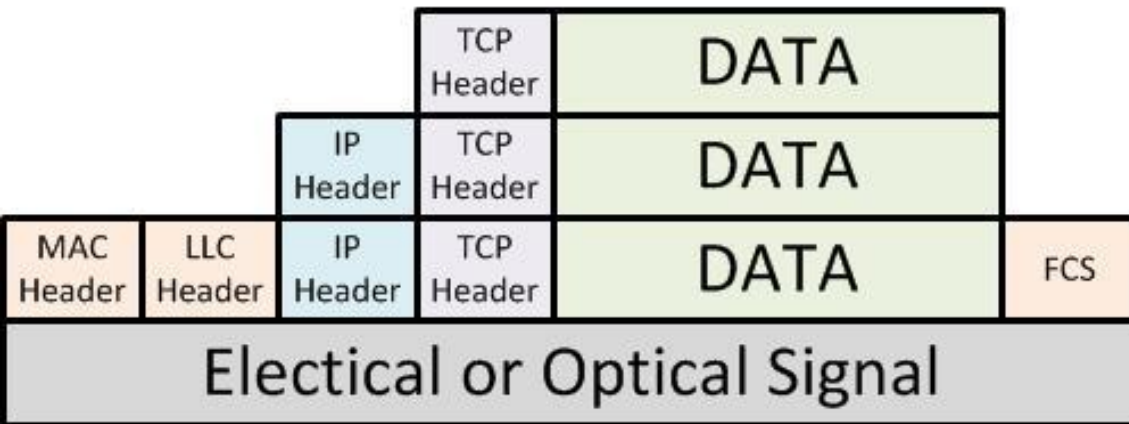 TCP
Header
DATA
IP
Header
TCP
Header
DATA
MAC
Header
LLC
Header
IP
Header
TCP
Header
DATA
FCS
Electical or Optical Signal